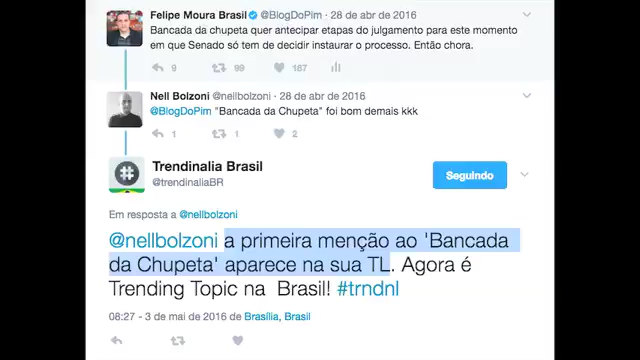 Felipe Moura Brasil @BlogDoPim · 28 de abr de 2016
Bancada da chupeta quer antecipar etapas do julgamento para este momento
em que Senado só tem de decidir instaurar o processo. Então chora.
9 99 187
Nell Bolzoni @neilbolzoni · 28 de abr de 2016
@BlogDoPim "Bancada da Chupeta" foi bom demais kkk
1 1 2
Trendinalia Brasil
@trendinaliaBR
Seguindo
Em resposta a @nellbolzoni
@nellbolzoni a primeira menção ao 'Bancada
da Chupeta' aparece na sua TL. Agora é
Trending Topic na Brasil! #trndnl
08:27 - 3 de mai de 2016 de Brasília, Brasil